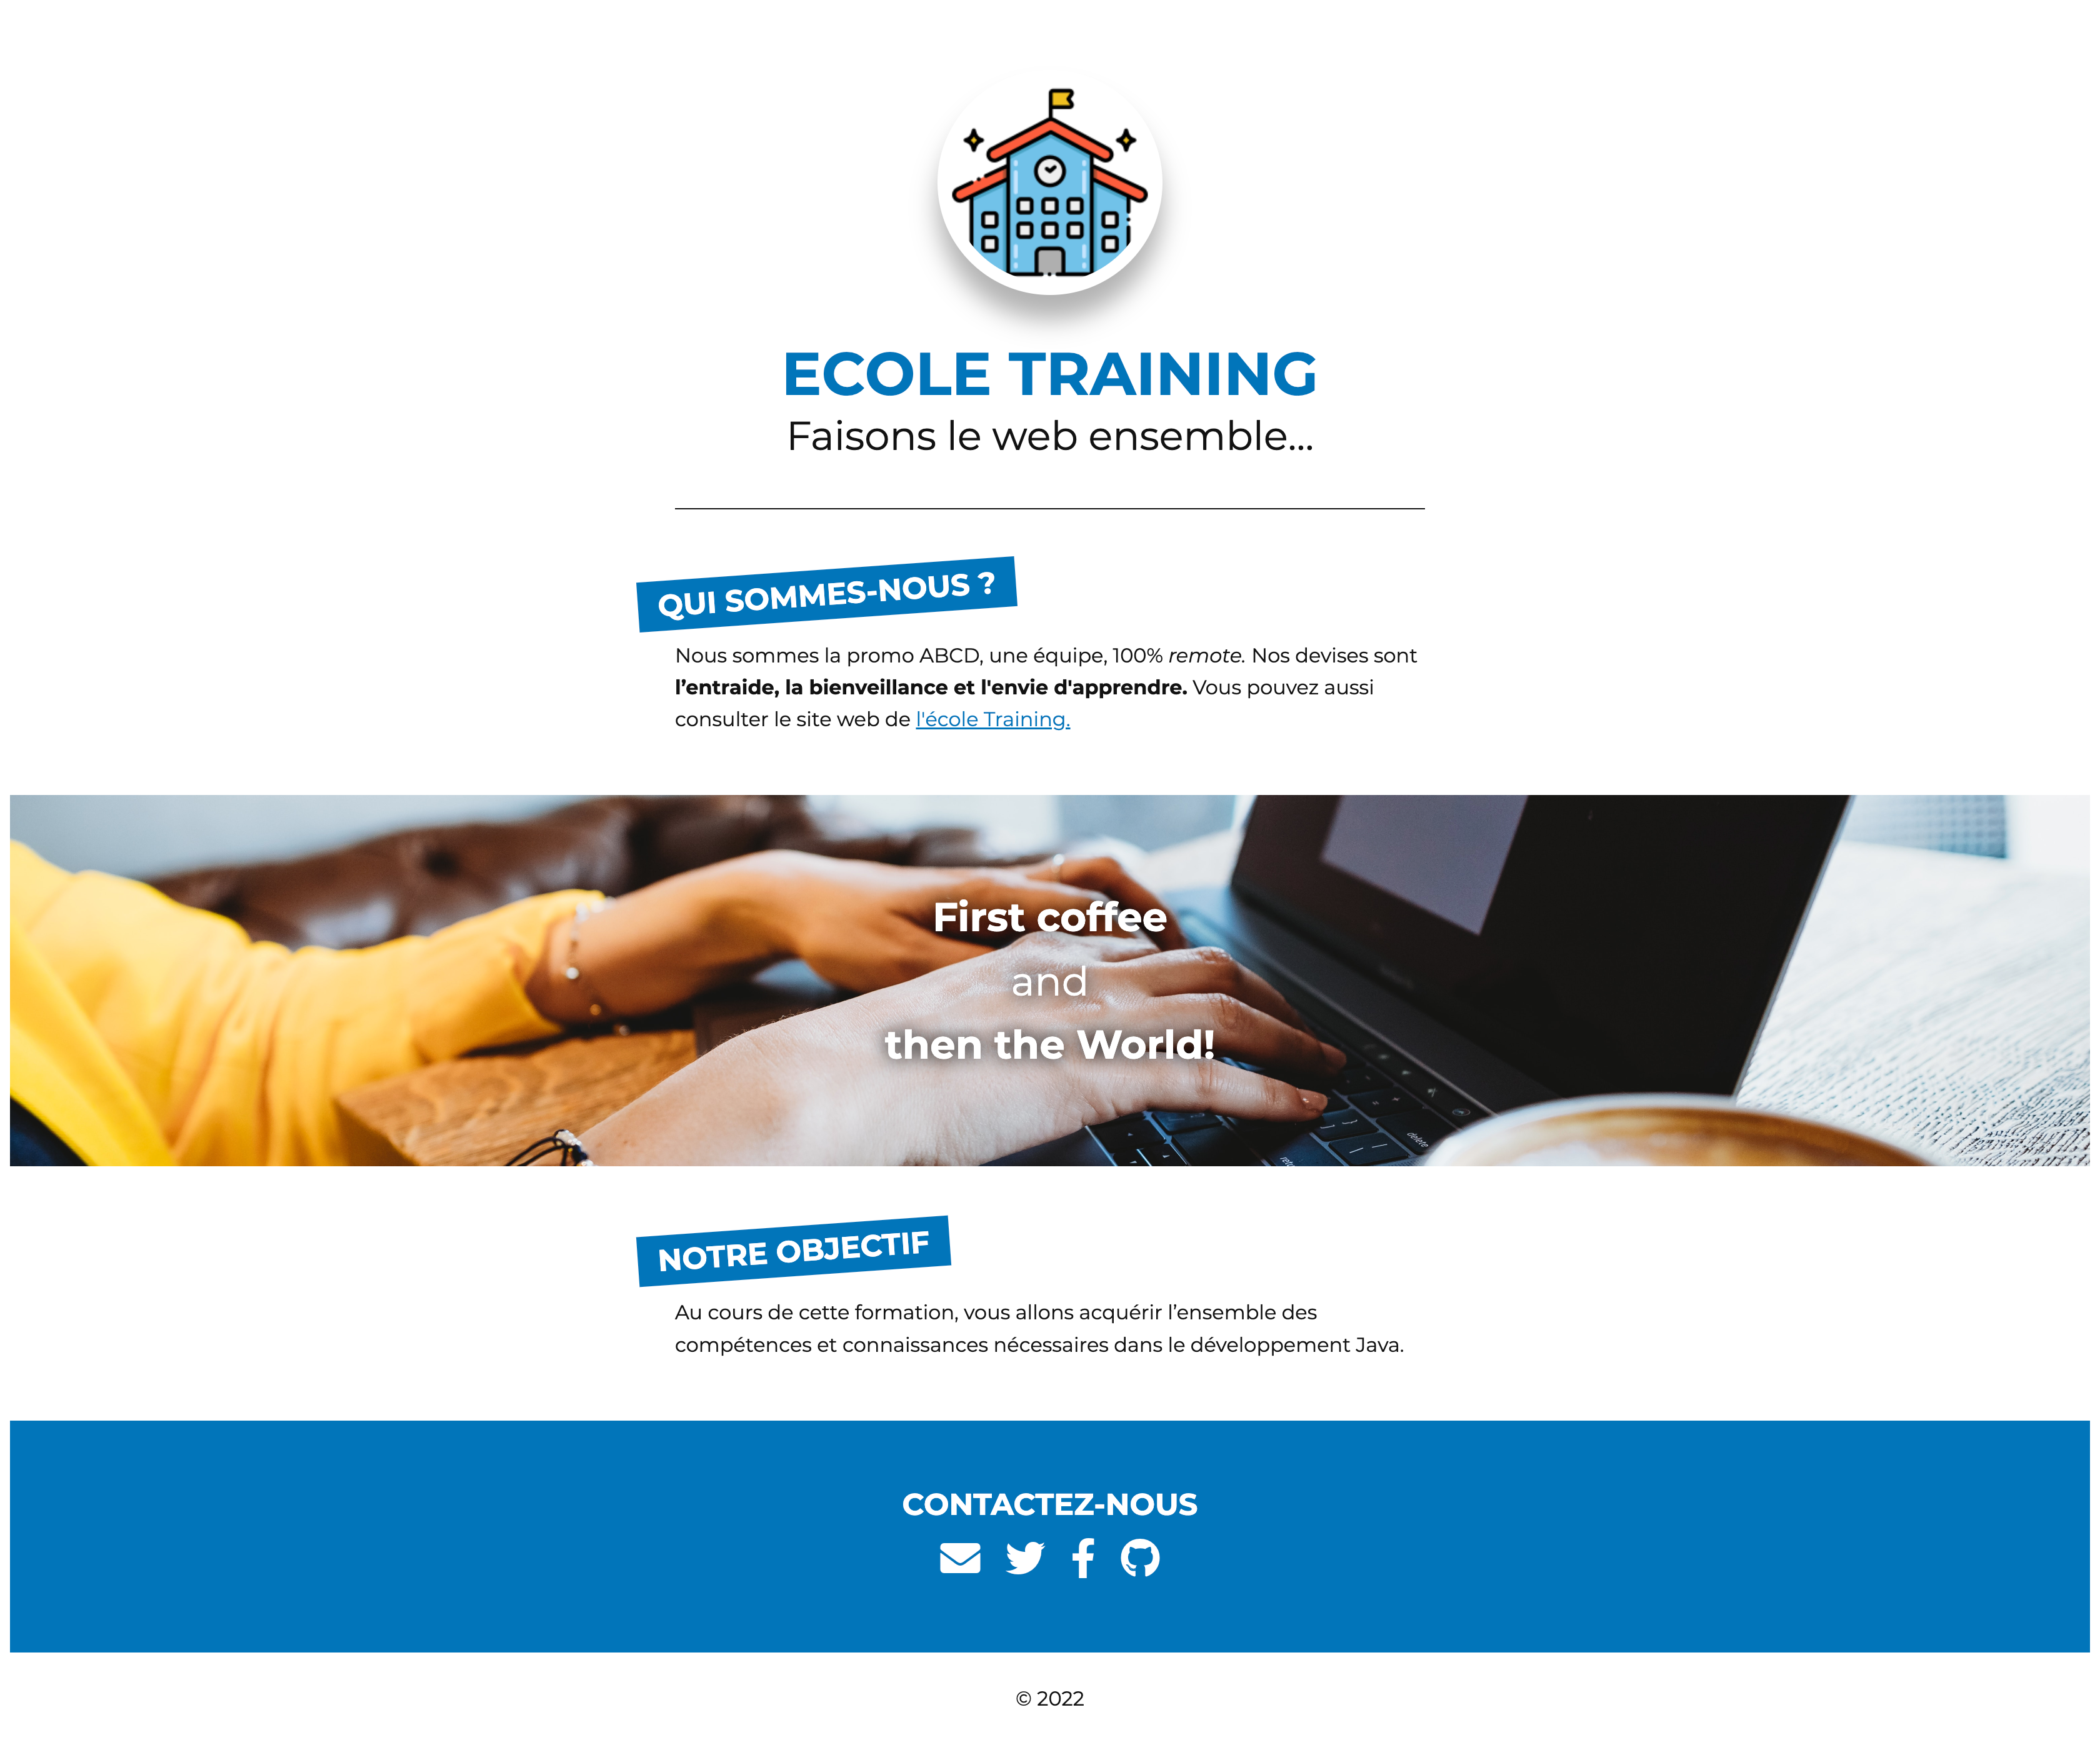 ECOLE TRAINING
Faisons le web ensemble...
QUI SOMMES-NOUS ?
Nous sommes la promo ABCD, une équipe, 100% remote. Nos devises sont
l’entraide, la bienveillance et l'envie d'apprendre. Vous pouvez aussi
consulter le site web de l'école Training.
First coffee
and
then the World!
delete
NOTRE OBJECTIF
Au cours de cette formation, vous allons acquérir l’ensemble des
compétences et connaissances nécessaires dans le développement Java.
CONTACTEZ-NOUS
© 2022